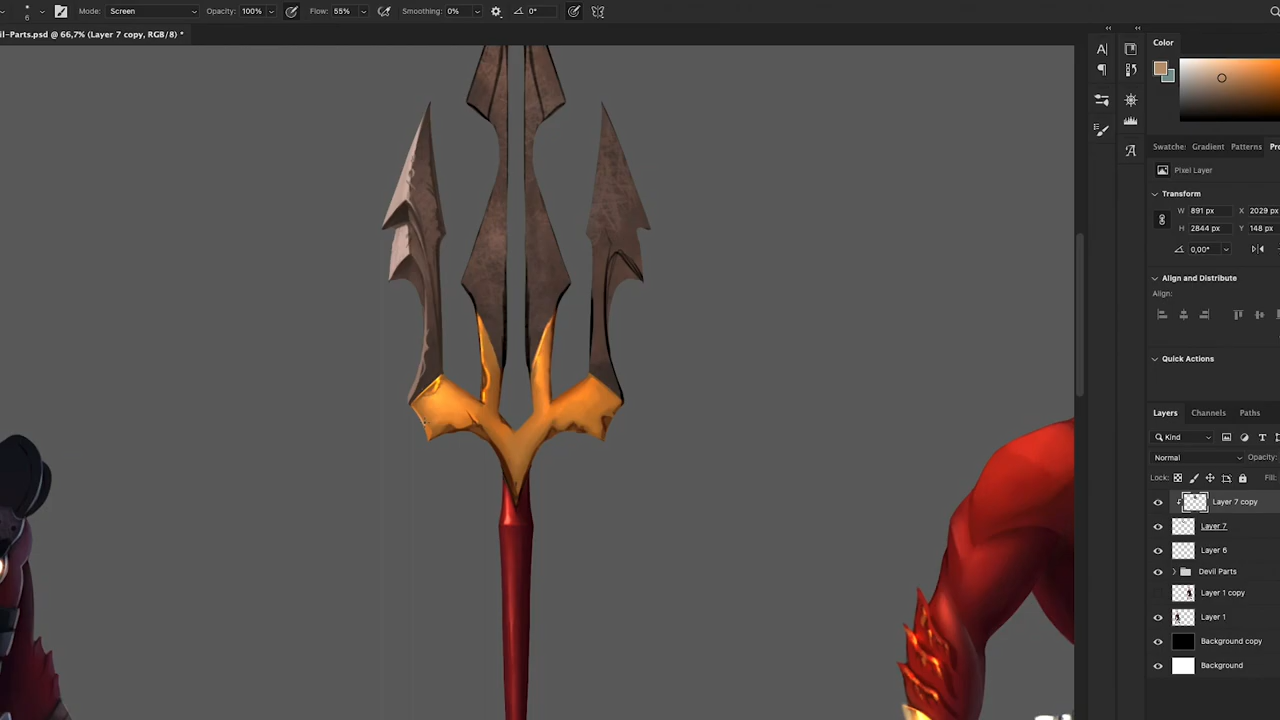 6 Mode: Screen Opacity: 100% Flow: 55% Smoothing: 0% 0°
il-Parts.psd @ 66,7% (Layer 7 copy, RGB/8) *
Color
Swatche: Gradient Patterns Pro
Pixel Layer
Transform
W 891 px X 2029 px
H 2844 px Y 148 px
0,00°
Align and Distribute
Align:
Quick Actions
Layers Channels Paths
Kind
Normal Opacity:
Lock: Fill:
Layer 7 copy
Layer 7
Layer 6
Devil Parts
Layer 1 copy
Layer 1
Background copy
Background